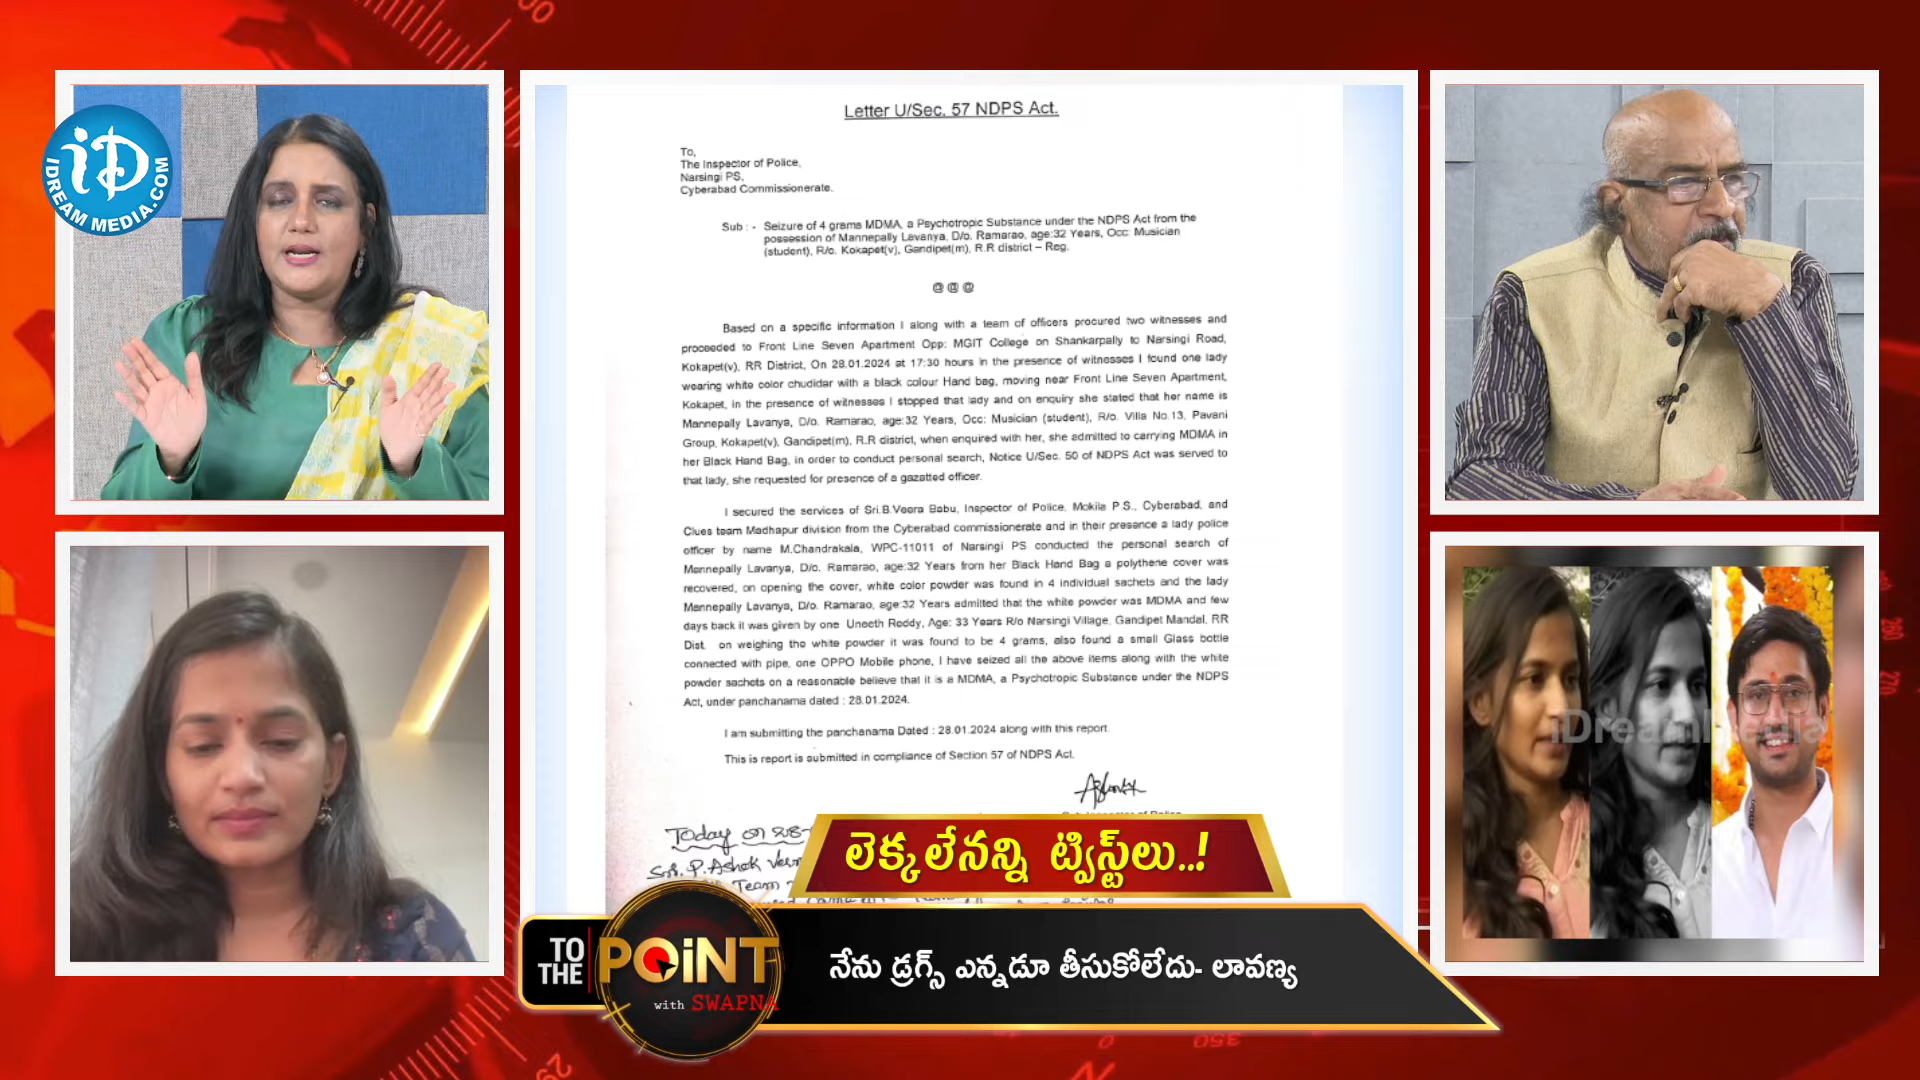 iD
IDREAM MEDIA.COM
Letter U/Sec. 57 NDPS Act.
To,
The Inspector of Police,
Narsingi PS,
Cyberabad Commissionerate.
Sub : - Seizure of 4 grams MDMA, a Psychotropic Substance under the NDPS Act from the
possession of Mannepally Lavanya, D/o. Ramarao, age:32 Years, Occ: Musician
(student), R/o. Kokapet(v), Gandipet(m), R.R district – Reg.
@@@
Based on a specific information I along with a team of officers procured two witnesses and
proceeded to Front Line Seven Apartment Opp: MGIT College on Shankarpally to Narsingi Road,
Kokapet(v), RR District, On 28.01.2024 at 17:30 hours in the presence of witnesses I found one lady
wearing white color chudidar with a black colour Hand bag, moving near Front Line Seven Apartment,
Kokapet, in the presence of witnesses I stopped that lady and on enquiry she stated that her name is
Mannepally Lavanya, D/o. Ramarao, age:32 Years, Occ: Musician (student), R/o. Villa No.13, Pavani
Group, Kokapet(v), Gandipet(m), R.R district, when enquired with her, she admitted to carrying MDMA in
her Black Hand Bag, in order to conduct personal search, Notice U/Sec. 50 of NDPS Act was served to
that lady, she requested for presence of a gazatted officer.
I secured the services of Sri.B.Veera Babu, Inspector of Police, Mokila P.S., Cyberabad, and
Clues team Madhapur division from the Cyberabad commissionerate and in their presence a lady police
officer by name M.Chandrakala, WPC-11011 of Narsingi PS conducted the personal search of
Mannepally Lavanya, D/o. Ramarao, age:32 Years from her Black Hand Bag a polythene cover was
recovered, on opening the cover, white color powder was found in 4 individual sachets and the lady
Mannepally Lavanya, D/o. Ramarao, age:32 Years admitted that the white powder was MDMA and few
days back it was given by one Uneeth Reddy, Age: 33 Years R/o Narsingi Village, Gandipet Mandal, RR
Dist. on weighing the white powder it was found to be 4 grams, also found a small Glass bottle
connected with pipe, one OPPO Mobile phone, I have seized all the above items along with the white
powder sachets on a reasonable believe that it is a MDMA, a Psychotropic Substance under the NDPS
Act, under panchanama dated : 28.01.2024.
I am submitting the panchanama Dated : 28.01.2024 along with this report.
This is report is submitted in compliance of Section 57 of NDPS Act.
Today on
P. Ashok
Team
iDreamMedia
లెక్కలేనన్ని ట్విస్ట్‌లు..!
TO THE POiNT
with SWAPNA
నేను డ్రగ్స్ ఎన్నడూ తీసుకోలేదు- లావణ్య